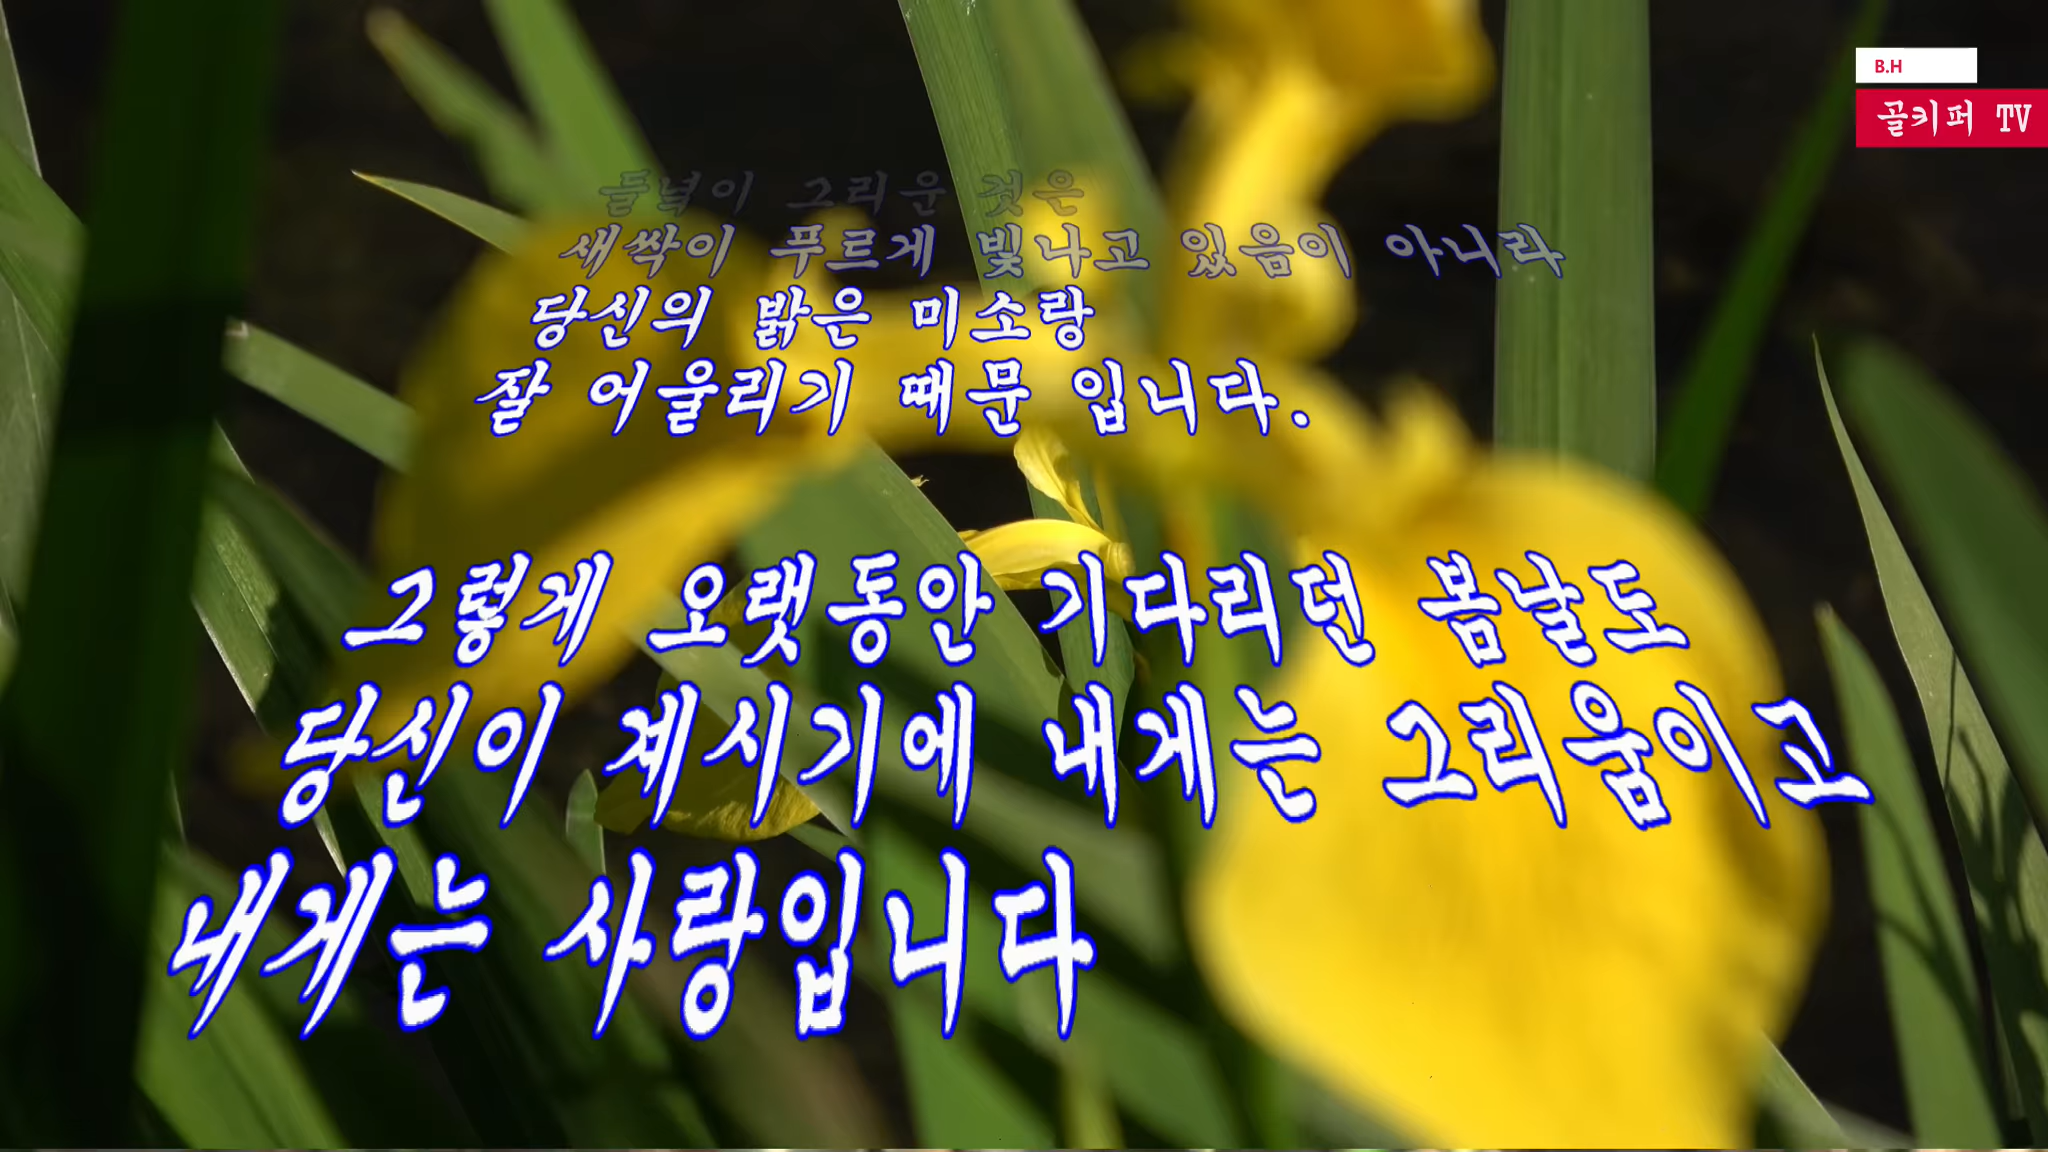 B.H
골키퍼 TV
들녘이 그리운 것은
새싹이 푸르게 빛나고 있음이 아니라
당신의 밝은 미소랑
잘 어울리기 때문 입니다.
그렇게 오랫동안 기다리던 봄날도
당신이 계시기에 내게는 그리움이고
내게는 사랑입니다